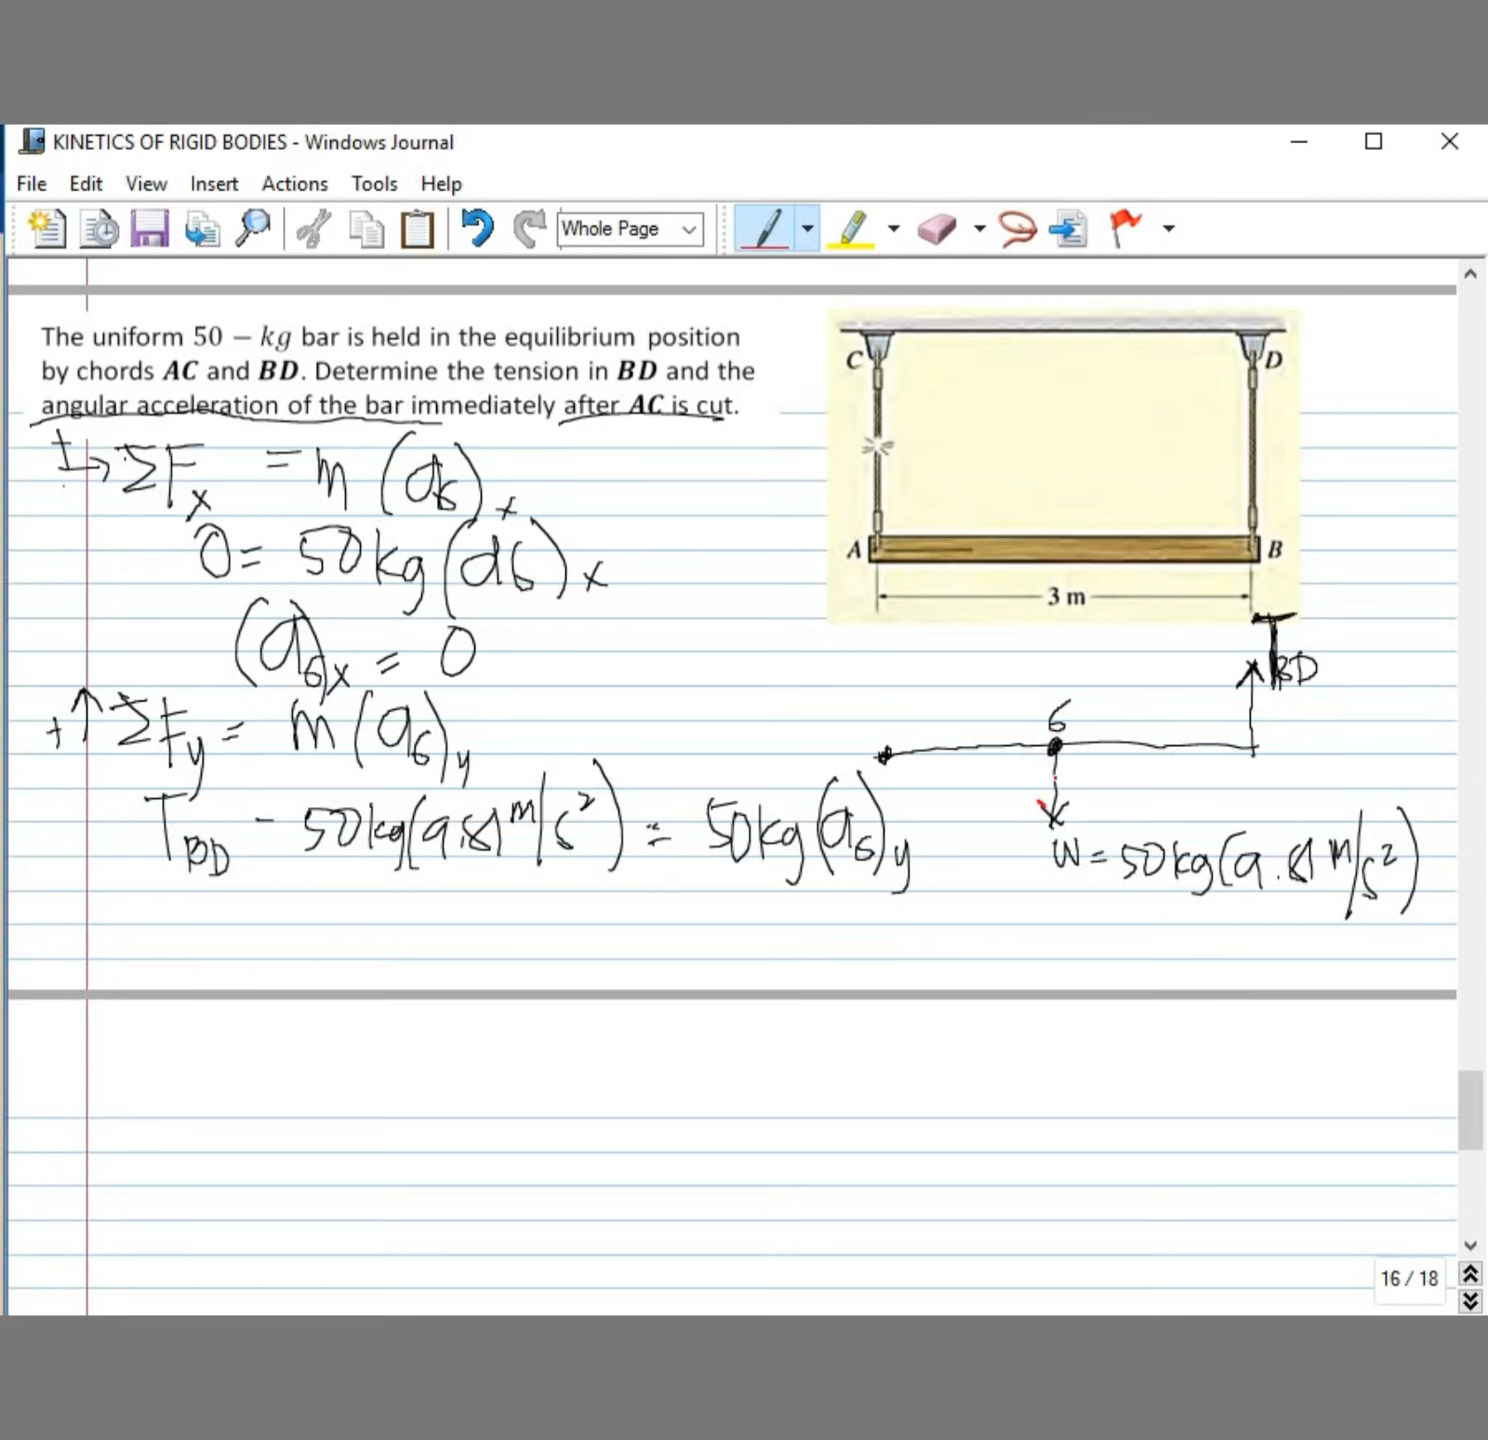 KINETICS OF RIGID BODIES - Windows Journal
File Edit View Insert Actions Tools Help
Whole Page
The uniform 50 – kg bar is held in the equilibrium position
by chords AC and BD. Determine the tension in BD and the
angular acceleration of the bar immediately after AC is cut.
C D
A B
3 m
+→ ΣFx = m (aG)x
0 = 50kg (aG)x
(aG)x = 0
+↑ ΣFy = m (aG)y
TBD - 50kg(9.81 m/s²) = 50kg (aG)y
TBD
G
W = 50kg(9.81 m/s²)
16 / 18